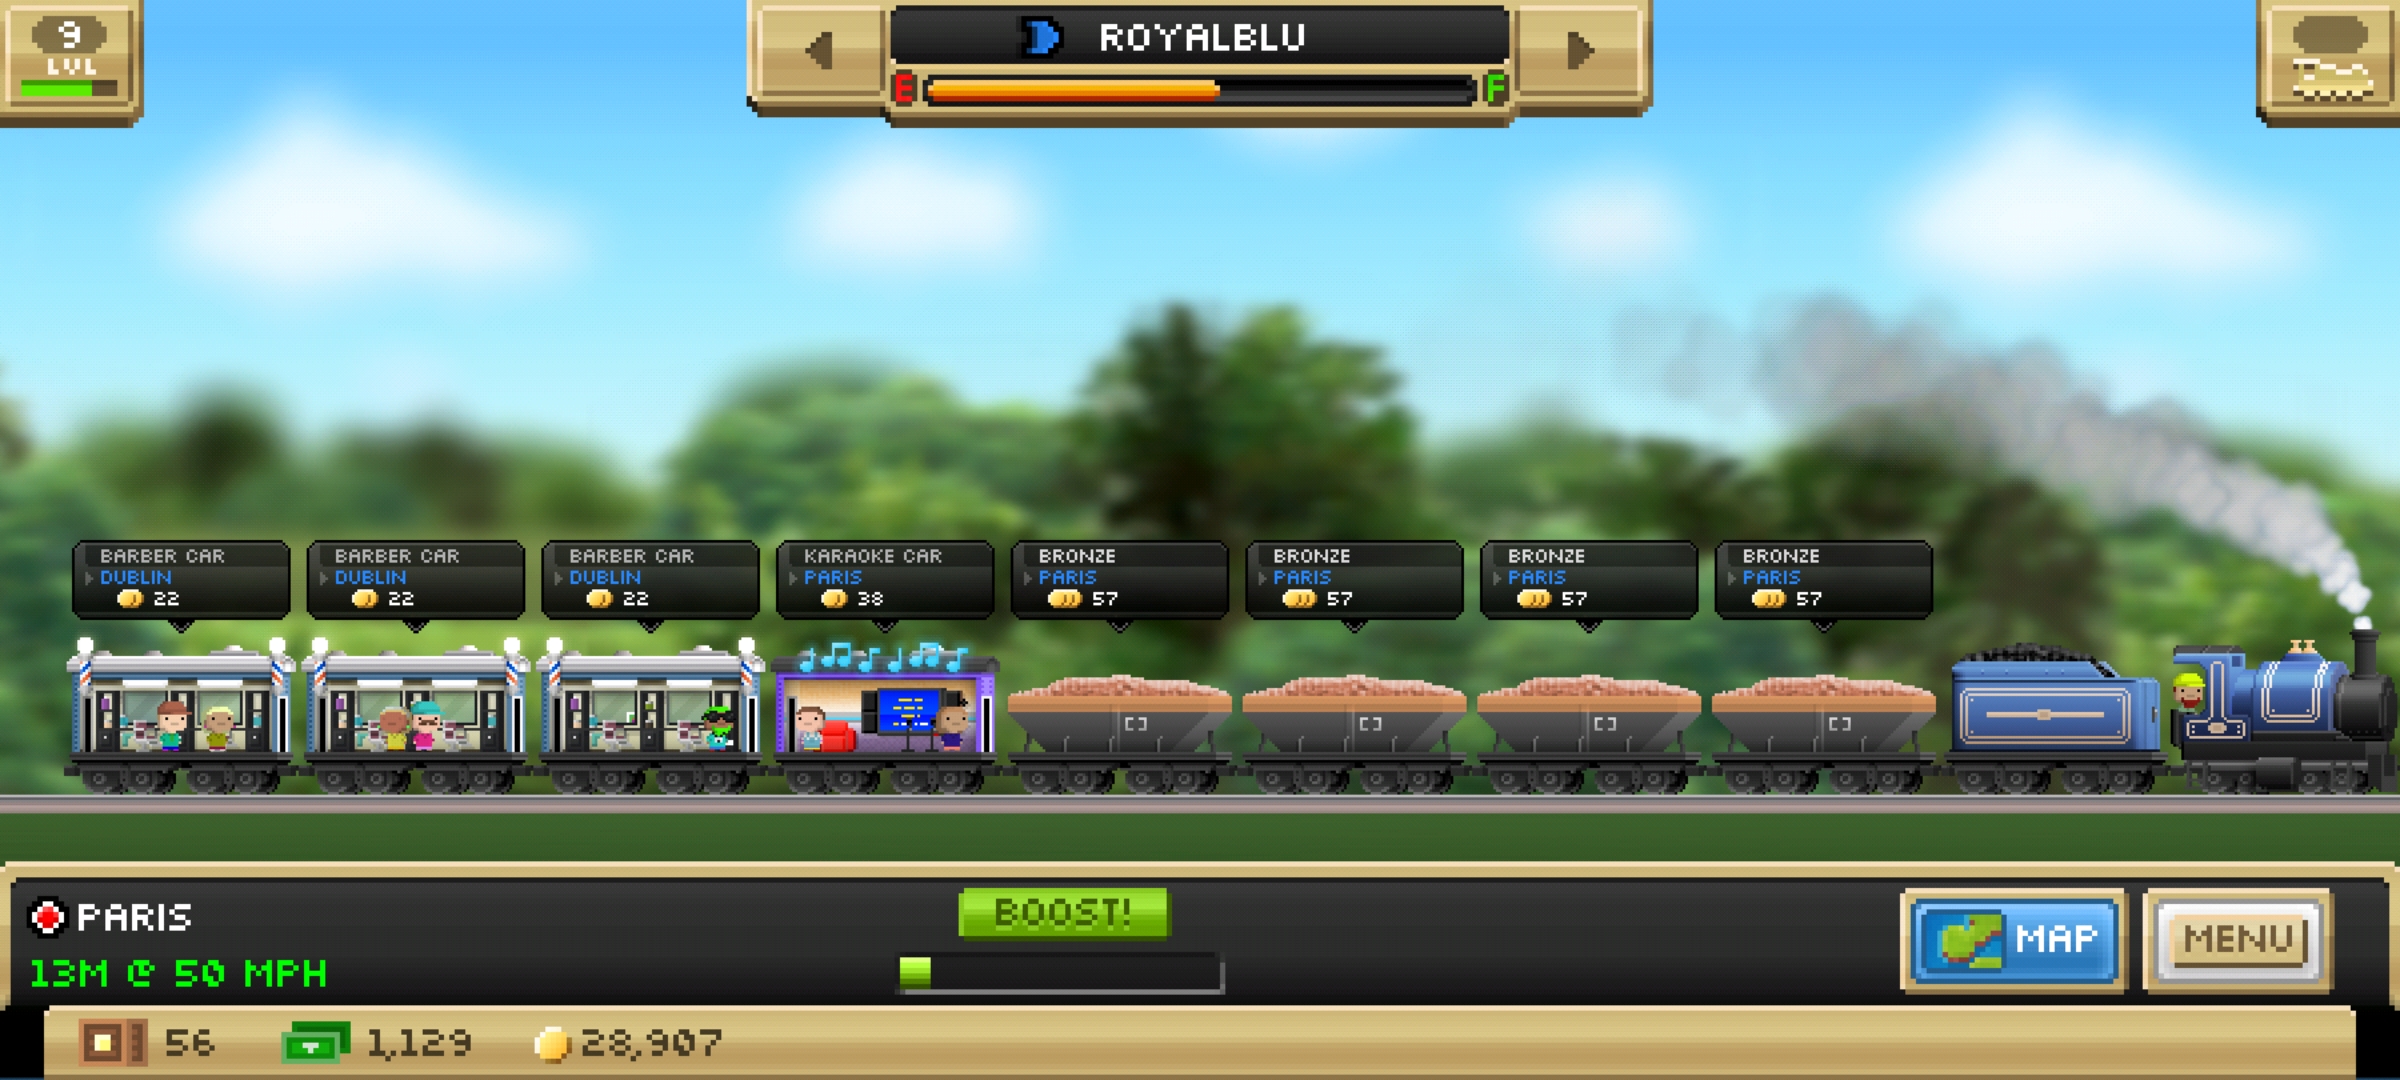 9
LVL
ROYALBLU
E F
BARBER CAR
DUBLIN
22
BARBER CAR
DUBLIN
22
BARBER CAR
DUBLIN
22
KARAOKE CAR
PARIS
38
BRONZE
PARIS
57
BRONZE
PARIS
57
BRONZE
PARIS
57
BRONZE
PARIS
57
PARIS
13M @ 50 MPH
BOOST!
MAP
MENU
56 1,129 28,907